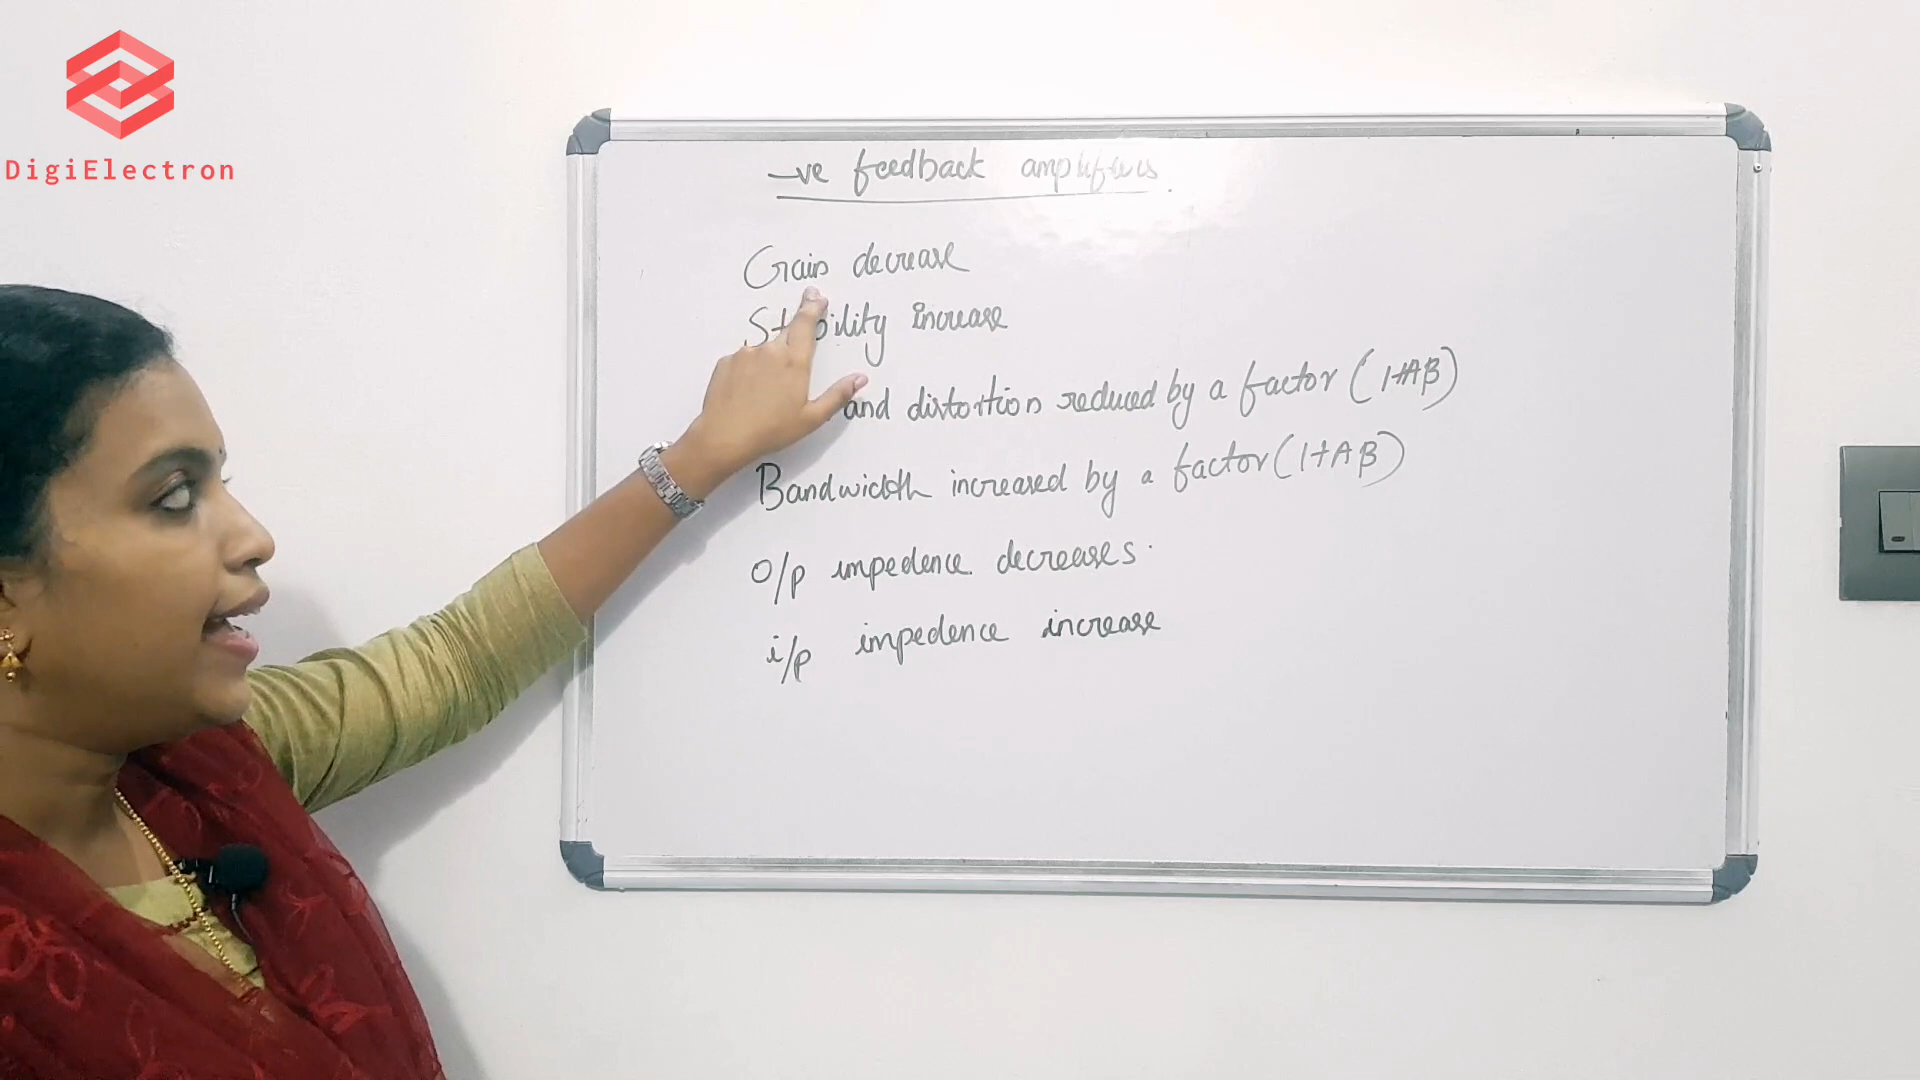 DigiElectron
-ve feedback amplifiers.
Gain decrease
Stability increase
and distortion reduced by a factor (1+Aβ)
Bandwidth increased by a factor (1+Aβ)
o/p impedence decreases.
i/p impedence increase